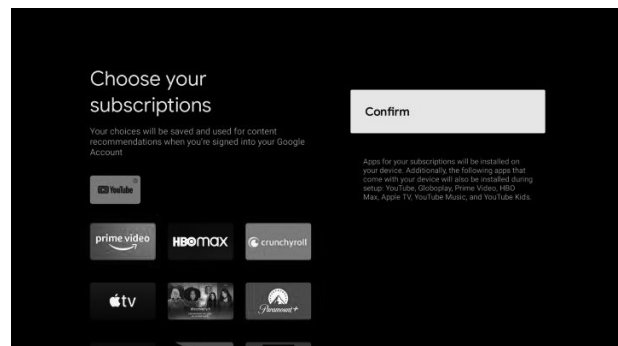 Choose your
subscriptions
Your choices will be saved and used for content
recommendations when you're signed into your Google
Account
YouTube
prime video
HBOmax
crunchyroll
tv
Paramount+
Confirm
Apps for your subscriptions will be installed on
your device. Additionally, the following apps that
come with your device will also be installed during
setup: YouTube, Globoplay, Prime Video, HBO
Max, Apple TV, YouTube Music, and YouTube Kids.